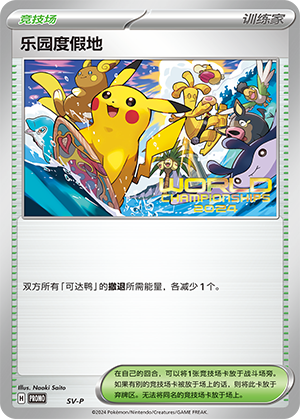 竞技场
训练家
乐园度假地
WORLD
CHAMPIONSHIPS
2024
双方所有「可达鸭」的撤退所需能量,各减少1个。
Illus. Naoki Saito
H PROMO SV-P
在自己的回合,可以将1张竞技场卡放于战斗场旁。
如果有别的竞技场卡放于场上的话,则将此卡放于
弃牌区。无法将同名的竞技场卡放于场上。
©2024 Pokémon/Nintendo/Creatures/GAME FREAK.